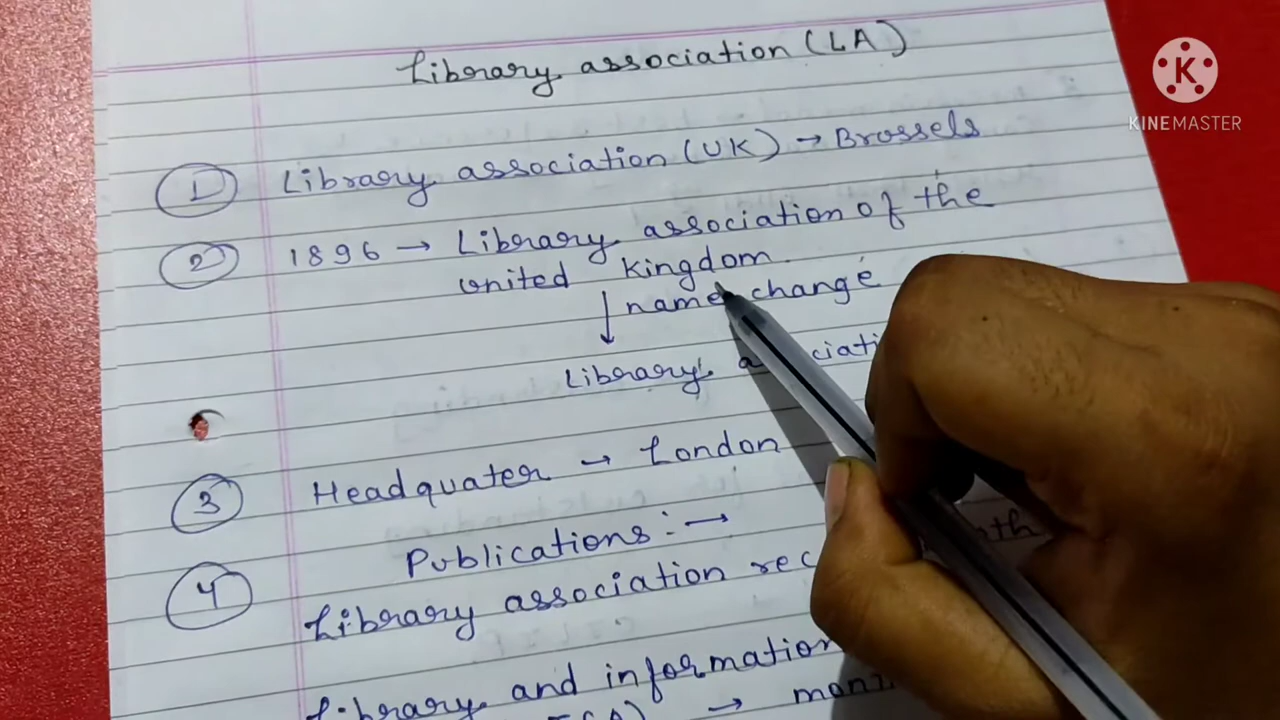 Library association (LA)
K
KINEMASTER
① Library association (UK) → Brossels
② 1896 → Library association of the
United Kingdom.
↓ name change
Library
③ Headquater → London
④ Publications :→
Library association
Library and information
→